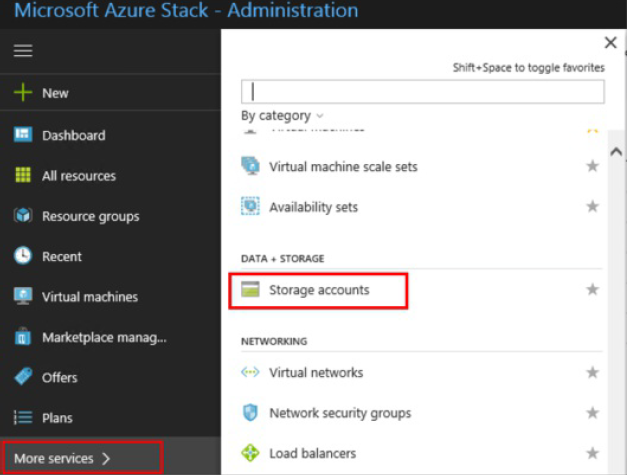 Microsoft Azure Stack - Administration
New
Dashboard
All resources
Resource groups
Recent
Virtual machines
Marketplace manag...
Offers
Plans
More services
Shift+Space to toggle favorites
By category
Virtual machine scale sets
Availability sets
DATA + STORAGE
Storage accounts
NETWORKING
Virtual networks
Network security groups
Load balancers